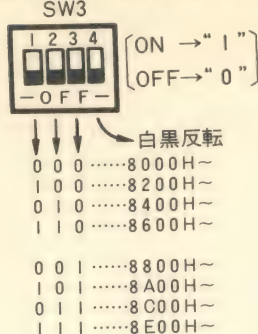 SW3
1 2 3 4
ON →“1”
OFF→“0”
－OFF－
白黒反転
0 0 0 ……8000H～
1 0 0 ……8200H～
0 1 0 ……8400H～
1 1 0 ……8600H～
0 0 1 ……8800H～
1 0 1 ……8A00H～
0 1 1 ……8C00H～
1 1 1 ……8E00H～